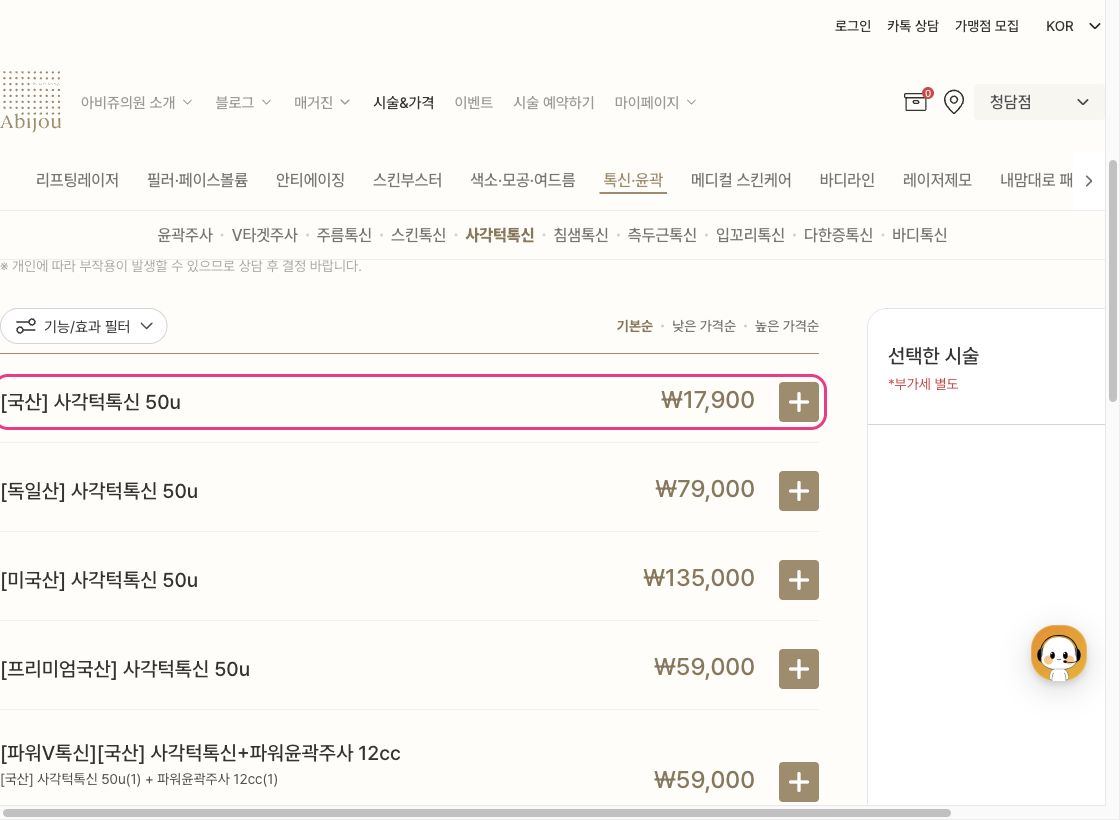 로그인 카톡 상담 가맹점 모집 KOR
Abijou 아비쥬의원 소개 블로그 매거진 시술&가격 이벤트 시술 예약하기 마이페이지 0 청담점
리프팅레이저 필러·페이스볼륨 안티에이징 스킨부스터 색소·모공·여드름 톡신·윤곽 메디컬 스킨케어 바디라인 레이저제모 내맘대로 패
윤곽주사 · V타겟주사 · 주름톡신 · 스킨톡신 · 사각턱톡신 · 침샘톡신 · 측두근톡신 · 입꼬리톡신 · 다한증톡신 · 바디톡신
※ 개인에 따라 부작용이 발생할 수 있으므로 상담 후 결정 바랍니다.
기능/효과 필터 기본순 · 낮은 가격순 · 높은 가격순
선택한 시술
*부가세 별도
[국산] 사각턱톡신 50u ₩17,900
[독일산] 사각턱톡신 50u ₩79,000
[미국산] 사각턱톡신 50u ₩135,000
[프리미엄국산] 사각턱톡신 50u ₩59,000
[파워V톡신][국산] 사각턱톡신+파워윤곽주사 12cc
[국산] 사각턱톡신 50u(1) + 파워윤곽주사 12cc(1) ₩59,000